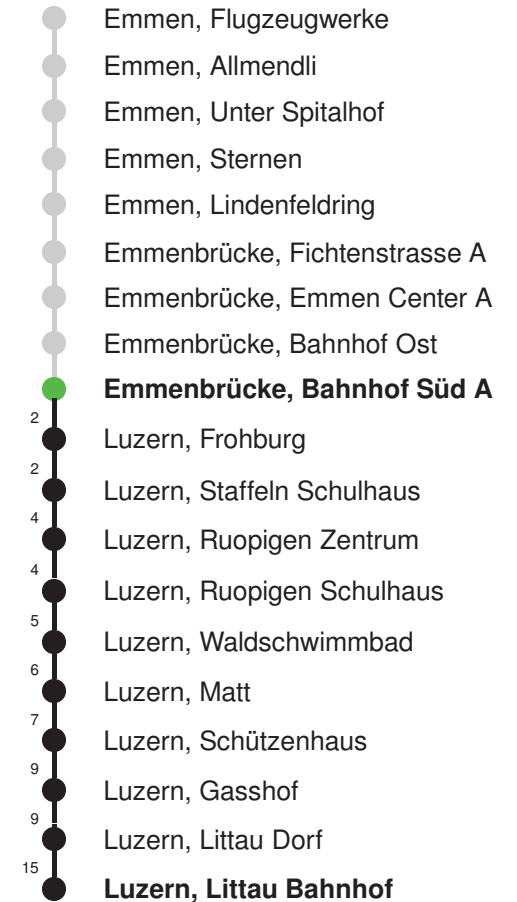 Emmen, Flugzeugwerke
Emmen, Allmendli
Emmen, Unter Spitalhof
Emmen, Sternen
Emmen, Lindenfeldring
Emmenbrücke, Fichtenstrasse A
Emmenbrücke, Emmen Center A
Emmenbrücke, Bahnhof Ost
Emmenbrücke, Bahnhof Süd A
2 Luzern, Frohburg
2 Luzern, Staffeln Schulhaus
4 Luzern, Ruopigen Zentrum
4 Luzern, Ruopigen Schulhaus
5 Luzern, Waldschwimmbad
6 Luzern, Matt
7 Luzern, Schützenhaus
9 Luzern, Gasshof
9 Luzern, Littau Dorf
15 Luzern, Littau Bahnhof